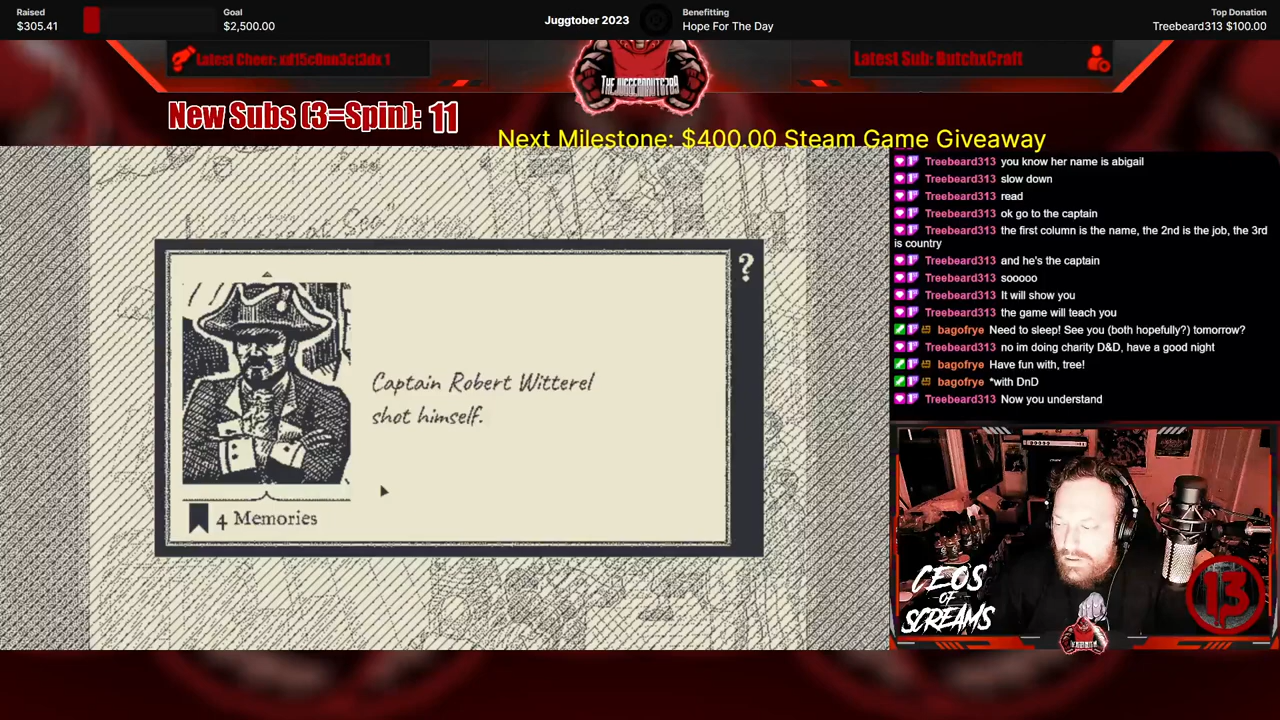 Raised
$305.41
Goal
$2,500.00
Juggtober 2023
Benefitting
Hope For The Day
Top Donation
Treebeard313 $100.00
Latest Sub: ButchxCraft
THEJUGGERNAUT6789
New Subs (3=Spin): 11
Next Milestone: $400.00 Steam Game Giveaway
Treebeard313 you know her name is abigail
Treebeard313 slow down
Treebeard313 read
Treebeard313 ok go to the captain
Treebeard313 the first column is the name, the 2nd is the job, the 3rd
is country
Treebeard313 and he's the captain
Treebeard313 sooooo
Treebeard313 It will show you
Treebeard313 the game will teach you
bagofrye Need to sleep! See you (both hopefully?) tomorrow?
Treebeard313 no im doing charity D&D, have a good night
bagofrye Have fun with, tree!
bagofrye *with DnD
Treebeard313 Now you understand
?
Captain Robert Witterel
shot himself.
4 Memories
CEOS
OF
SCREAMS
13